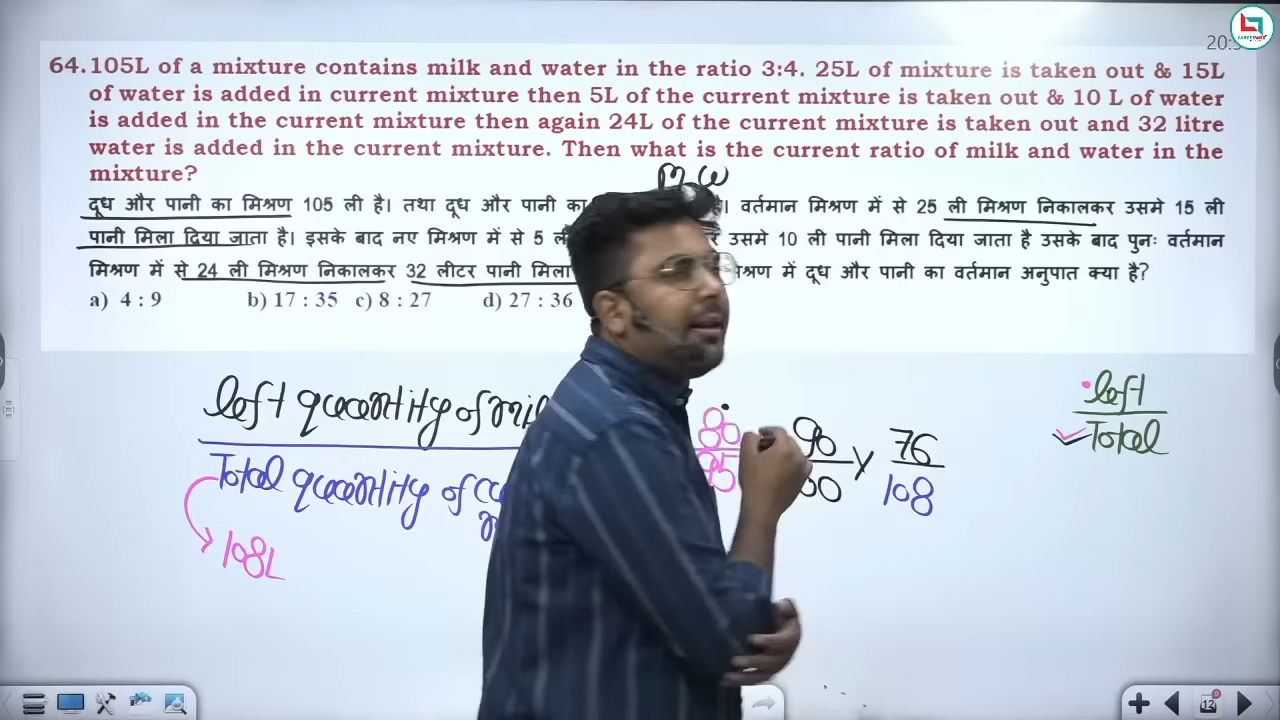 20:
64. 105L of a mixture contains milk and water in the ratio 3:4. 25L of mixture is taken out & 15L
of water is added in current mixture then 5L of the current mixture is taken out & 10 L of water
is added in the current mixture then again 24L of the current mixture is taken out and 32 litre
water is added in the current mixture. Then what is the current ratio of milk and water in the
mixture?
M W
दूध और पानी का मिश्रण 105 ली है। तथा दूध और पानी का है। वर्तमान मिश्रण में से 25 ली मिश्रण निकालकर उसमे 15 ली
पानी मिला दिया जाता है। इसके बाद नए मिश्रण में से 5 उसमे 10 ली पानी मिला दिया जाता है उसके बाद पुनः वर्तमान
मिश्रण में से 24 ली मिश्रण निकालकर 32 लीटर पानी मिला में दूध और पानी का वर्तमान अनुपात क्या है?
a) 4 : 9 b) 17 : 35 c) 8 : 27 d) 27 : 36
left quantity of
Total quantity of
108L
80
95
90
76
108
left
Total
12